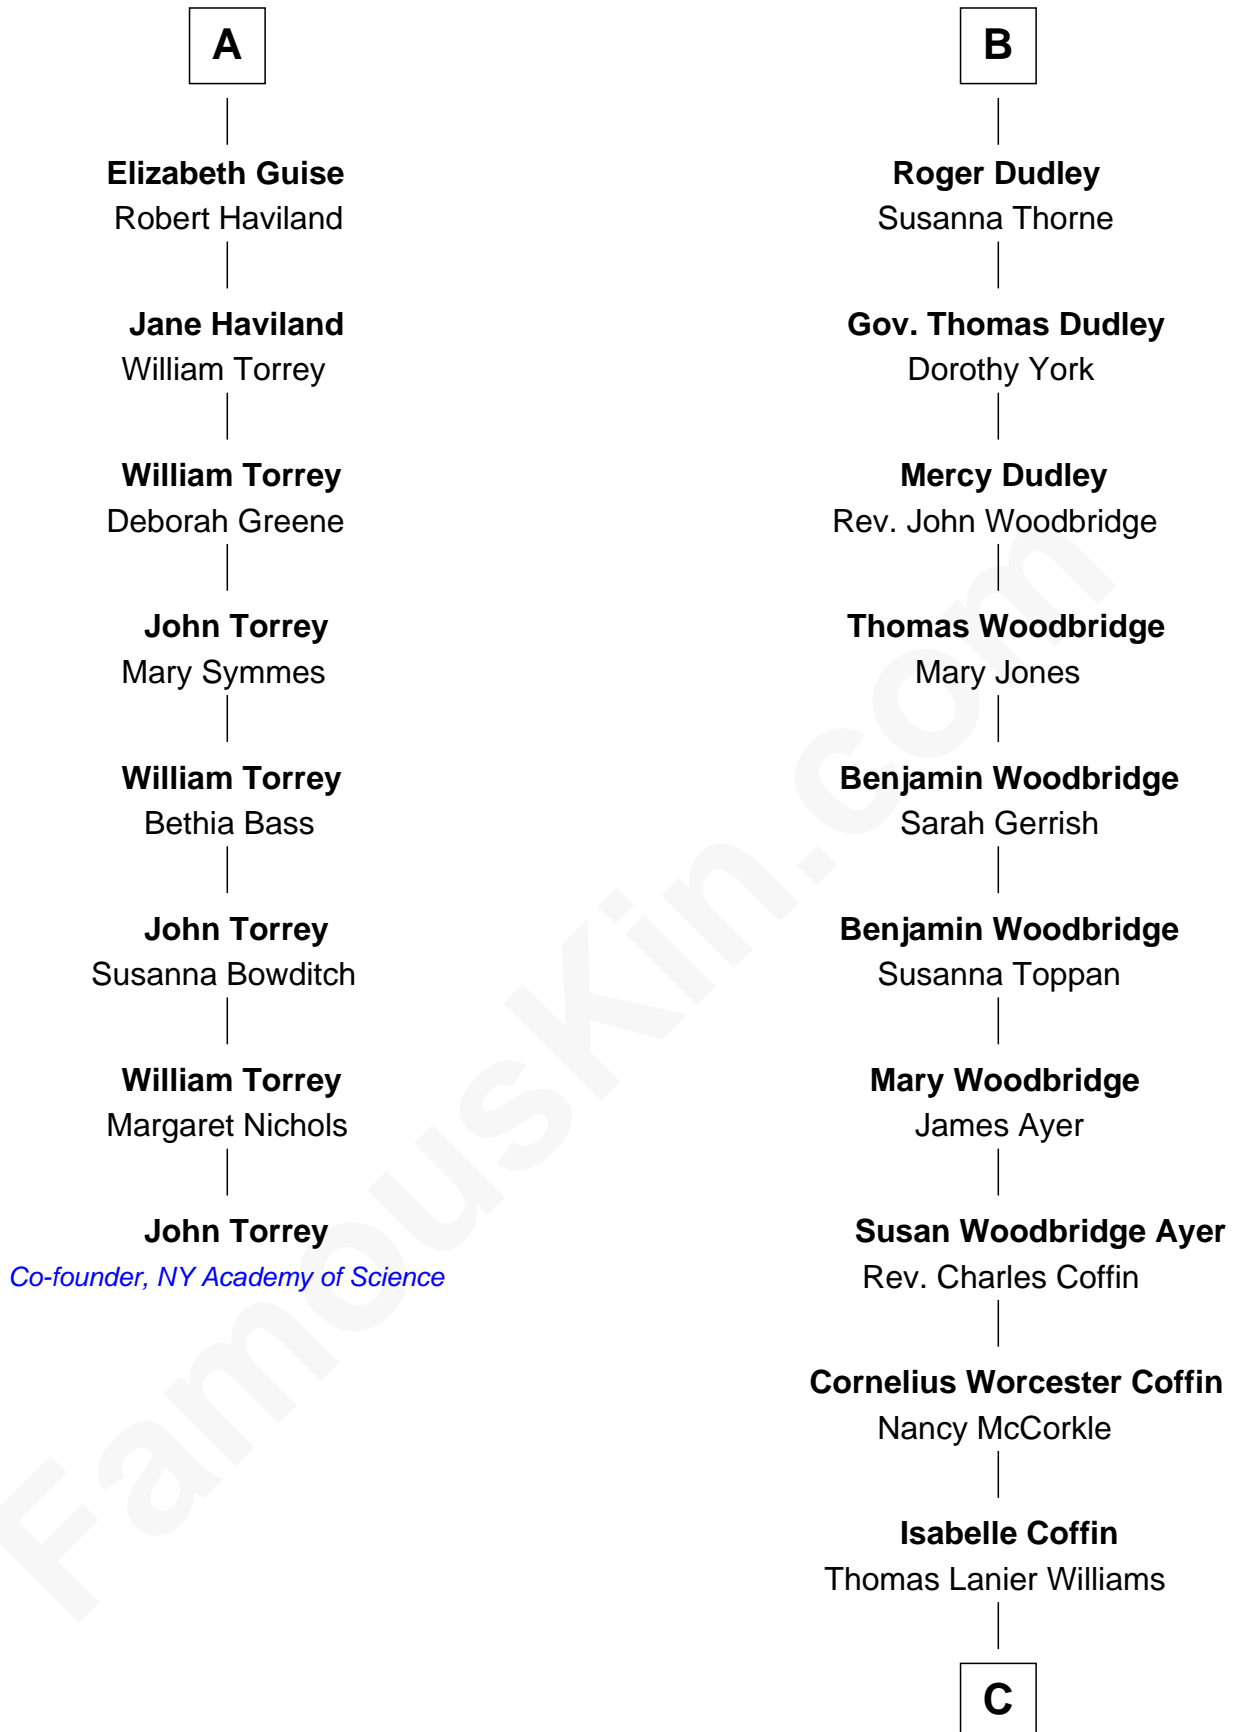 A
Elizabeth Guise
Robert Haviland
Jane Haviland
William Torrey
William Torrey
Deborah Greene
John Torrey
Mary Symmes
William Torrey
Bethia Bass
John Torrey
Susanna Bowditch
William Torrey
Margaret Nichols
John Torrey
Co-founder, NY Academy of Science
B
Roger Dudley
Susanna Thorne
Gov. Thomas Dudley
Dorothy York
Mercy Dudley
Rev. John Woodbridge
Thomas Woodbridge
Mary Jones
Benjamin Woodbridge
Sarah Gerrish
Benjamin Woodbridge
Susanna Toppan
Mary Woodbridge
James Ayer
Susan Woodbridge Ayer
Rev. Charles Coffin
Cornelius Worcester Coffin
Nancy McCorkle
Isabelle Coffin
Thomas Lanier Williams
C
FamousKin.com